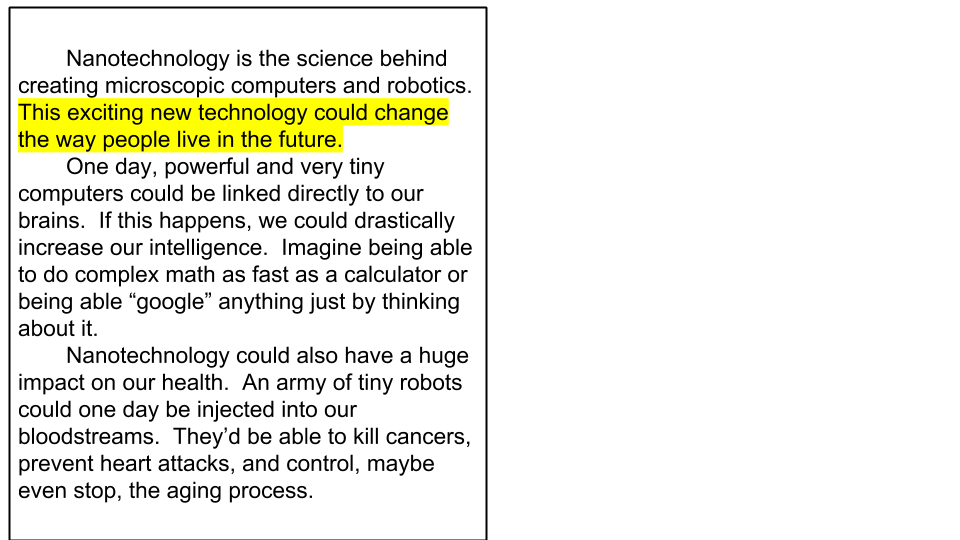 Nanotechnology is the science behind
creating microscopic computers and robotics.
This exciting new technology could change
the way people live in the future.
One day, powerful and very tiny
computers could be linked directly to our
brains.  If this happens, we could drastically
increase our intelligence.  Imagine being able
to do complex math as fast as a calculator or
being able “google” anything just by thinking
about it.
Nanotechnology could also have a huge
impact on our health.  An army of tiny robots
could one day be injected into our
bloodstreams.  They’d be able to kill cancers,
prevent heart attacks, and control, maybe
even stop, the aging process.